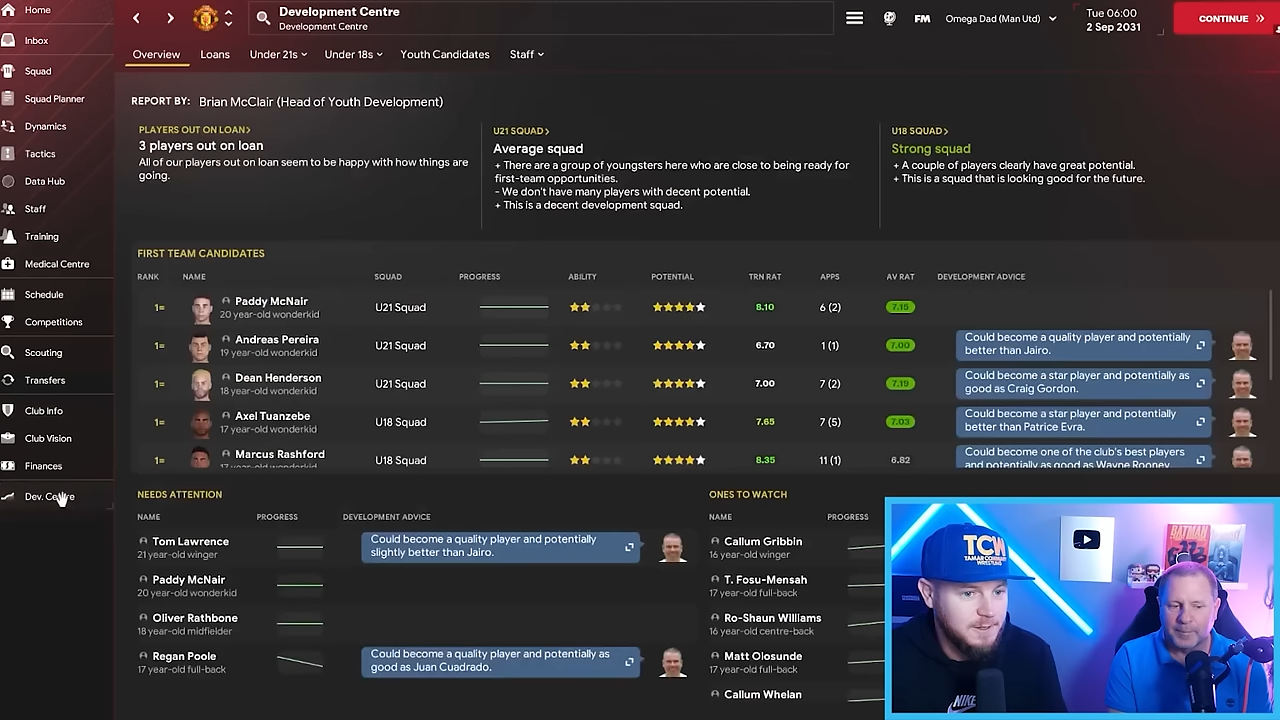 Home
Inbox
Squad
Squad Planner
Dynamics
Tactics
Data Hub
Staff
Training
Medical Centre
Schedule
Competitions
Scouting
Transfers
Club Info
Club Vision
Finances
Dev. Centre
Development Centre
Development Centre
FM
Omega Dad (Man Utd)
Tue 06:00
2 Sep 2031
CONTINUE
Overview Loans Under 21s Under 18s Youth Candidates Staff
REPORT BY: Brian McClair (Head of Youth Development)
PLAYERS OUT ON LOAN>
3 players out on loan
All of our players out on loan seem to be happy with how things are
going.
U21 SQUAD>
Average squad
+ There are a group of youngsters here who are close to being ready for
first-team opportunities.
- We don't have many players with decent potential.
+ This is a decent development squad.
U18 SQUAD>
Strong squad
+ A couple of players clearly have great potential.
+ This is a squad that is looking good for the future.
FIRST TEAM CANDIDATES
RANK NAME SQUAD PROGRESS ABILITY POTENTIAL TRN RAT APPS AV RAT DEVELOPMENT ADVICE
1= Paddy McNair U21 Squad 8.10 6 (2) 7.15
20 year-old wonderkid
1= Andreas Pereira U21 Squad 6.70 1 (1) 7.00 Could become a quality player and potentially
19 year-old wonderkid better than Jairo.
1= Dean Henderson U21 Squad 7.00 7 (2) 7.19 Could become a star player and potentially as
18 year-old wonderkid good as Craig Gordon.
1= Axel Tuanzebe U18 Squad 7.65 7 (5) 7.03 Could become a star player and potentially
17 year-old wonderkid better than Patrice Evra.
1= Marcus Rashford U18 Squad 8.35 11 (1) 6.82 Could become one of the club's best players
17 year-old wonderkid and potentially as good as Wayne Rooney.
NEEDS ATTENTION
NAME PROGRESS DEVELOPMENT ADVICE
Tom Lawrence Could become a quality player and potentially
21 year-old winger slightly better than Jairo.
Paddy McNair
20 year-old wonderkid
Oliver Rathbone
18 year-old midfielder
Regan Poole Could become a quality player and potentially as
17 year-old full-back good as Juan Cuadrado.
ONES TO WATCH
NAME PROGRESS
Callum Gribbin
16 year-old winger
T. Fosu-Mensah
17 year-old full-back
Ro-Shaun Williams
16 year-old centre-back
Matt Olosunde
17 year-old full-back
Callum Whelan
TCW
TAMAR COMBAT
WRESTLING
NIKE
BATMAN